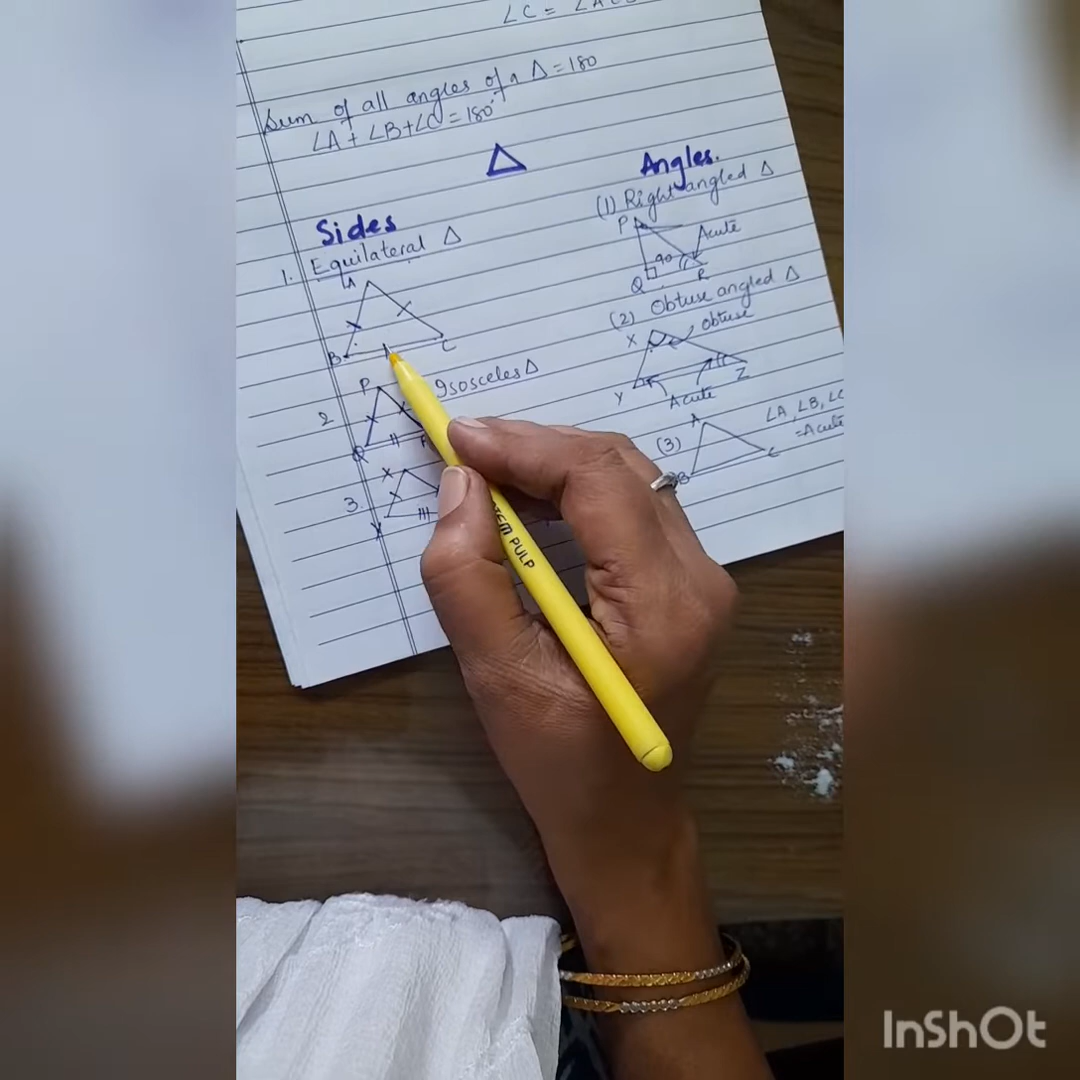 ∠C =
Sum of all angles of a Δ = 180
∠A + ∠B + ∠C = 180°
Δ
Sides
1. Equilateral Δ
A
B
C
2
Isosceles Δ
P
Q
3.
X
Y
Angles.
(1) Right angled Δ
P
Acute
90
Q
R
(2) Obtuse angled Δ
X
Obtuse
Y
Z
Acute
(3)
A
∠A, ∠B, ∠C
= Acute
B
C
STEM PULP
InShOt